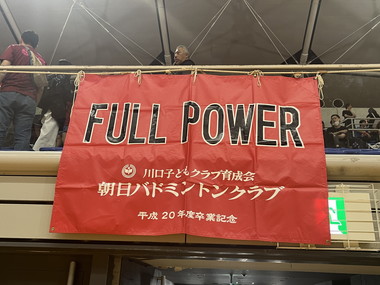 FULL POWER
川口子どもクラブ育成会
朝日バドミントンクラブ
平成20年度卒業記念